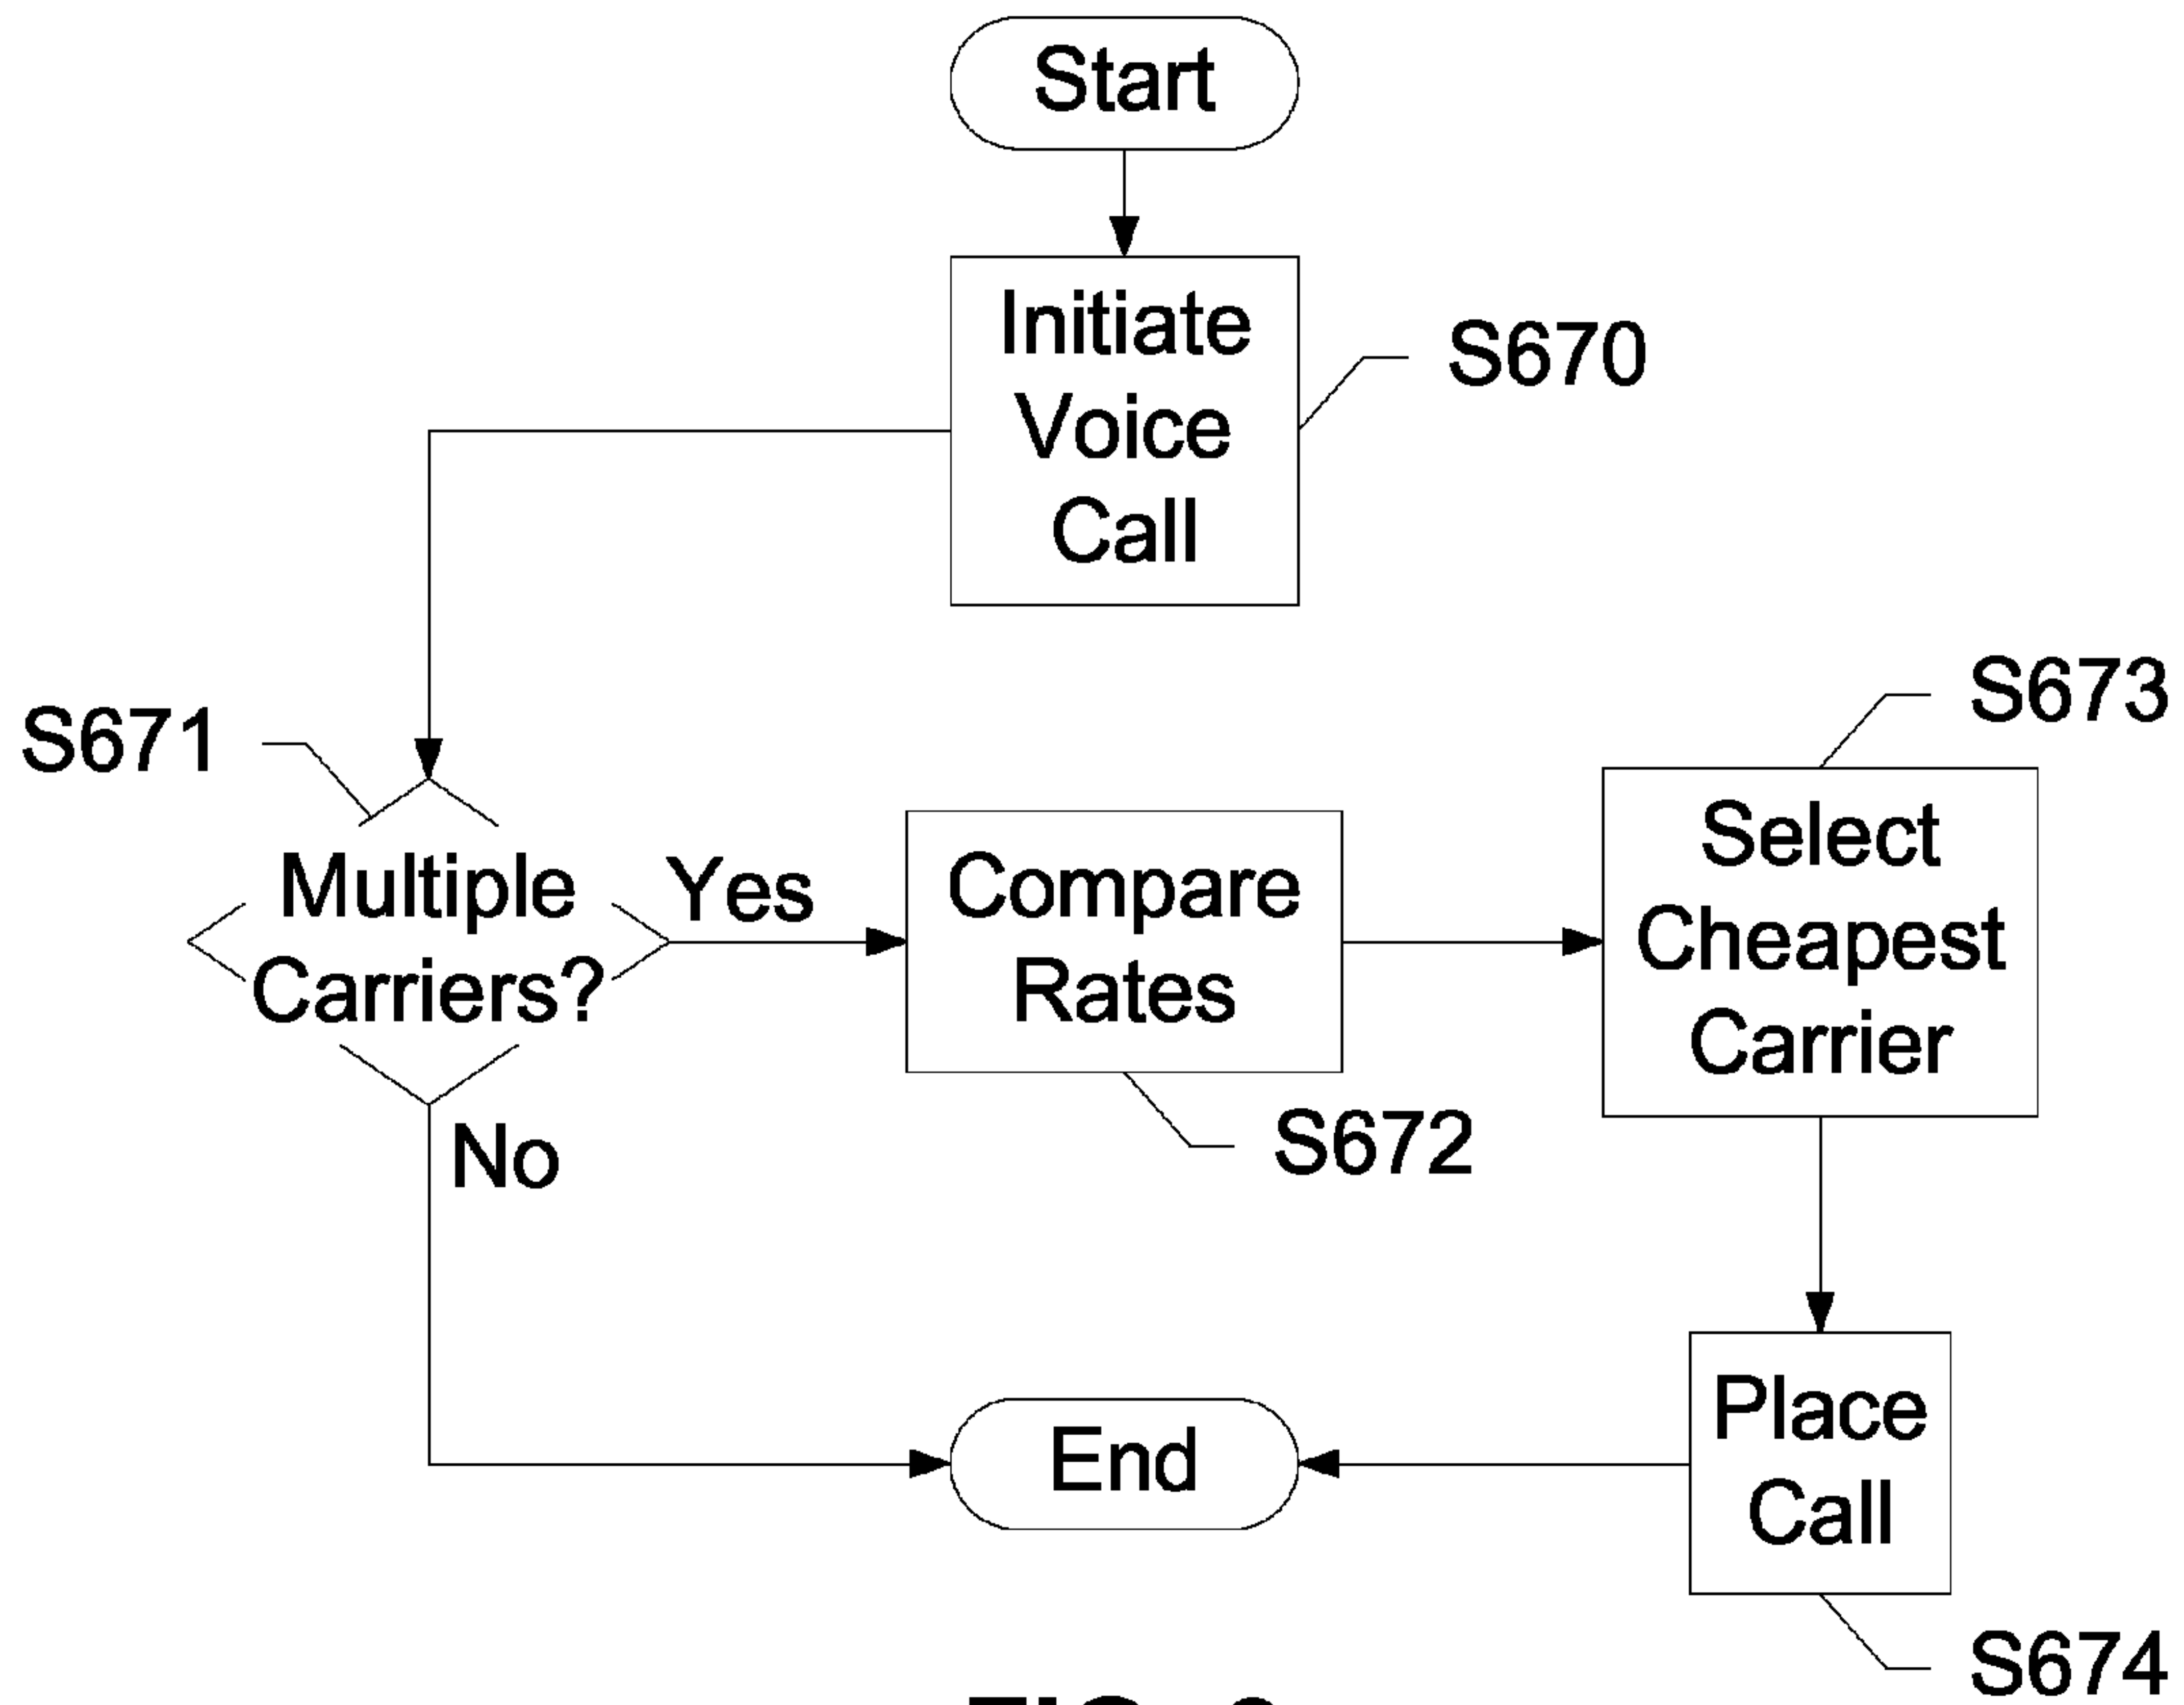 Start
Initiate
Voice
Call
S670
S671
Multiple
Carriers?
Yes
No
Compare
Rates
S672
S673
Select
Cheapest
Carrier
Place
Call
S674
End